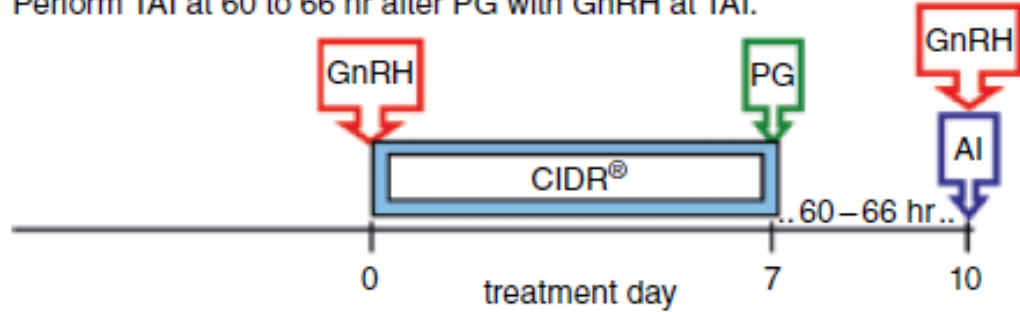 Perform TAI at 60 to 66 hr after PG with GnRH at TAI.
GnRH
GnRH
PG
AI
CIDR®
..60–66 hr..
0
7
10
treatment day